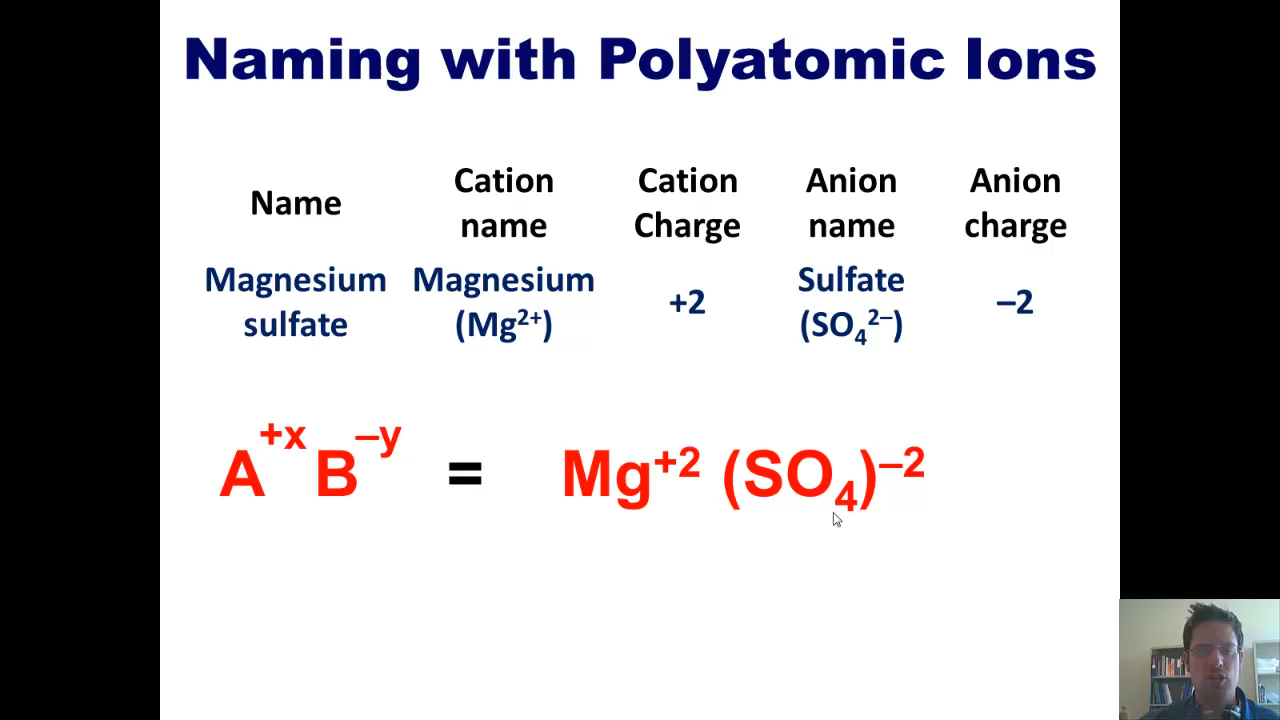 Naming with Polyatomic Ions
Name Cation name Cation Charge Anion name Anion charge
Magnesium sulfate Magnesium (Mg²⁺) +2 Sulfate (SO₄²⁻) –2
A⁺ˣ B⁻ʸ = Mg⁺² (SO₄)⁻²